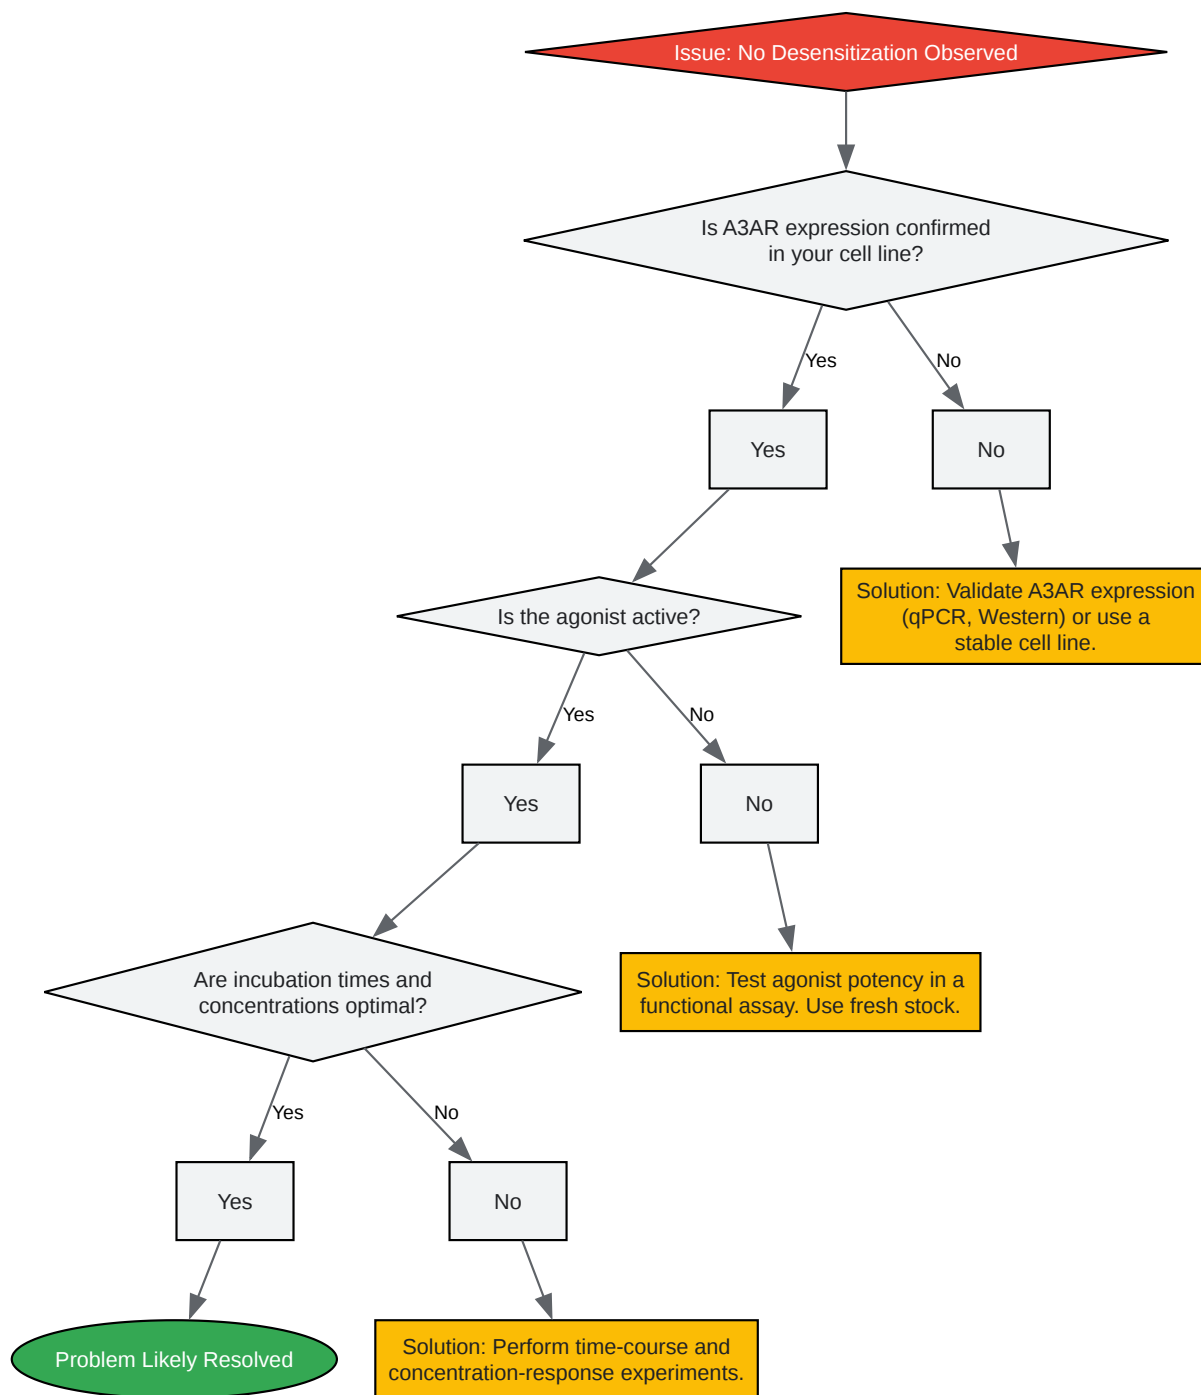 Issue: No Desensitization Observed
Is A3AR expression confirmed
in your cell line?
Yes
No
Yes
No
Solution: Validate A3AR expression
(qPCR, Western) or use a
stable cell line.
Is the agonist active?
Yes
No
Yes
No
Solution: Test agonist potency in a
functional assay. Use fresh stock.
Are incubation times and
concentrations optimal?
Yes
No
Yes
No
Problem Likely Resolved
Solution: Perform time-course and
concentration-response experiments.